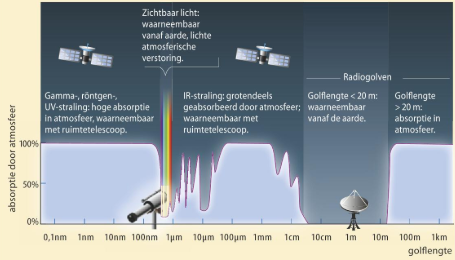 Zichtbaar licht:
waarneembaar
vanaf aarde, lichte
atmosferische
verstoring.
Gamma-, röntgen-,
UV-straling: hoge absorptie
in atmosfeer, waarneembaar
met ruimtetelescoop.
IR-straling: grotendeels
geabsorbeerd door atmosfeer;
waarneembaar met
ruimtetelescoop.
Radiogolven
Golflengte < 20 m:
waarneembaar
vanaf de aarde.
Golflengte
> 20 m:
absorptie in
atmosfeer.
absorptie door atmosfeer
100%
50%
0%
0,1nm 1nm 10nm 100nm 1µm 10µm 100µm 1mm 1cm 10cm 1m 10m 100m 1km
golflengte